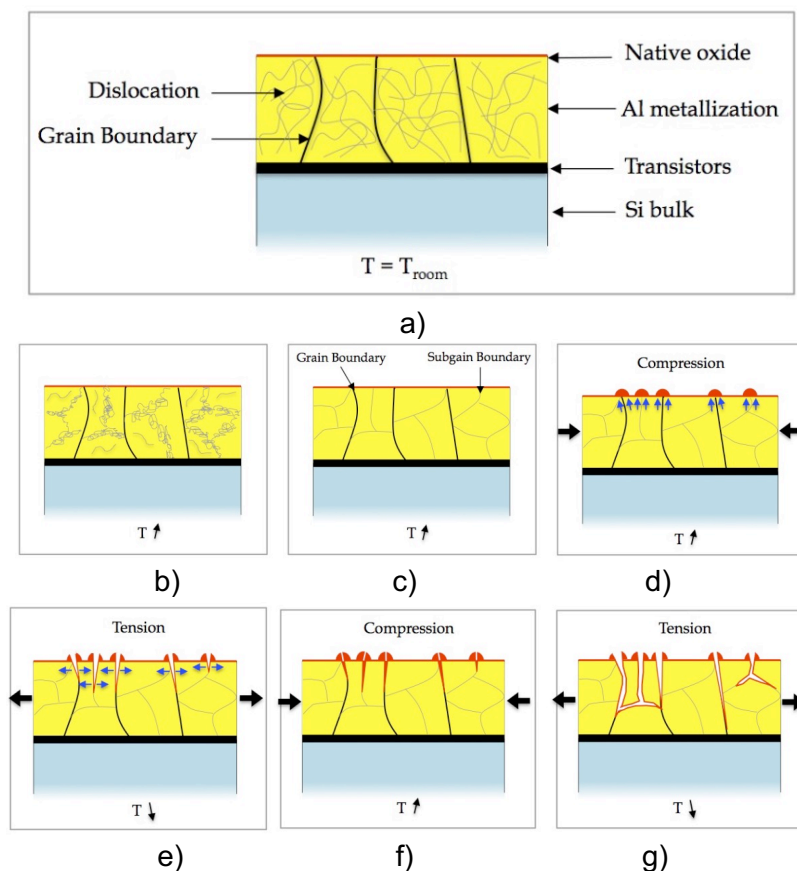 Native oxide
Dislocation
Al metallization
Grain Boundary
Transistors
Si bulk
T = Troom
a)
Grain Boundary
Subgain Boundary
Compression
T
T
T
b)
c)
d)
Tension
Compression
Tension
T
T
T
e)
f)
g)